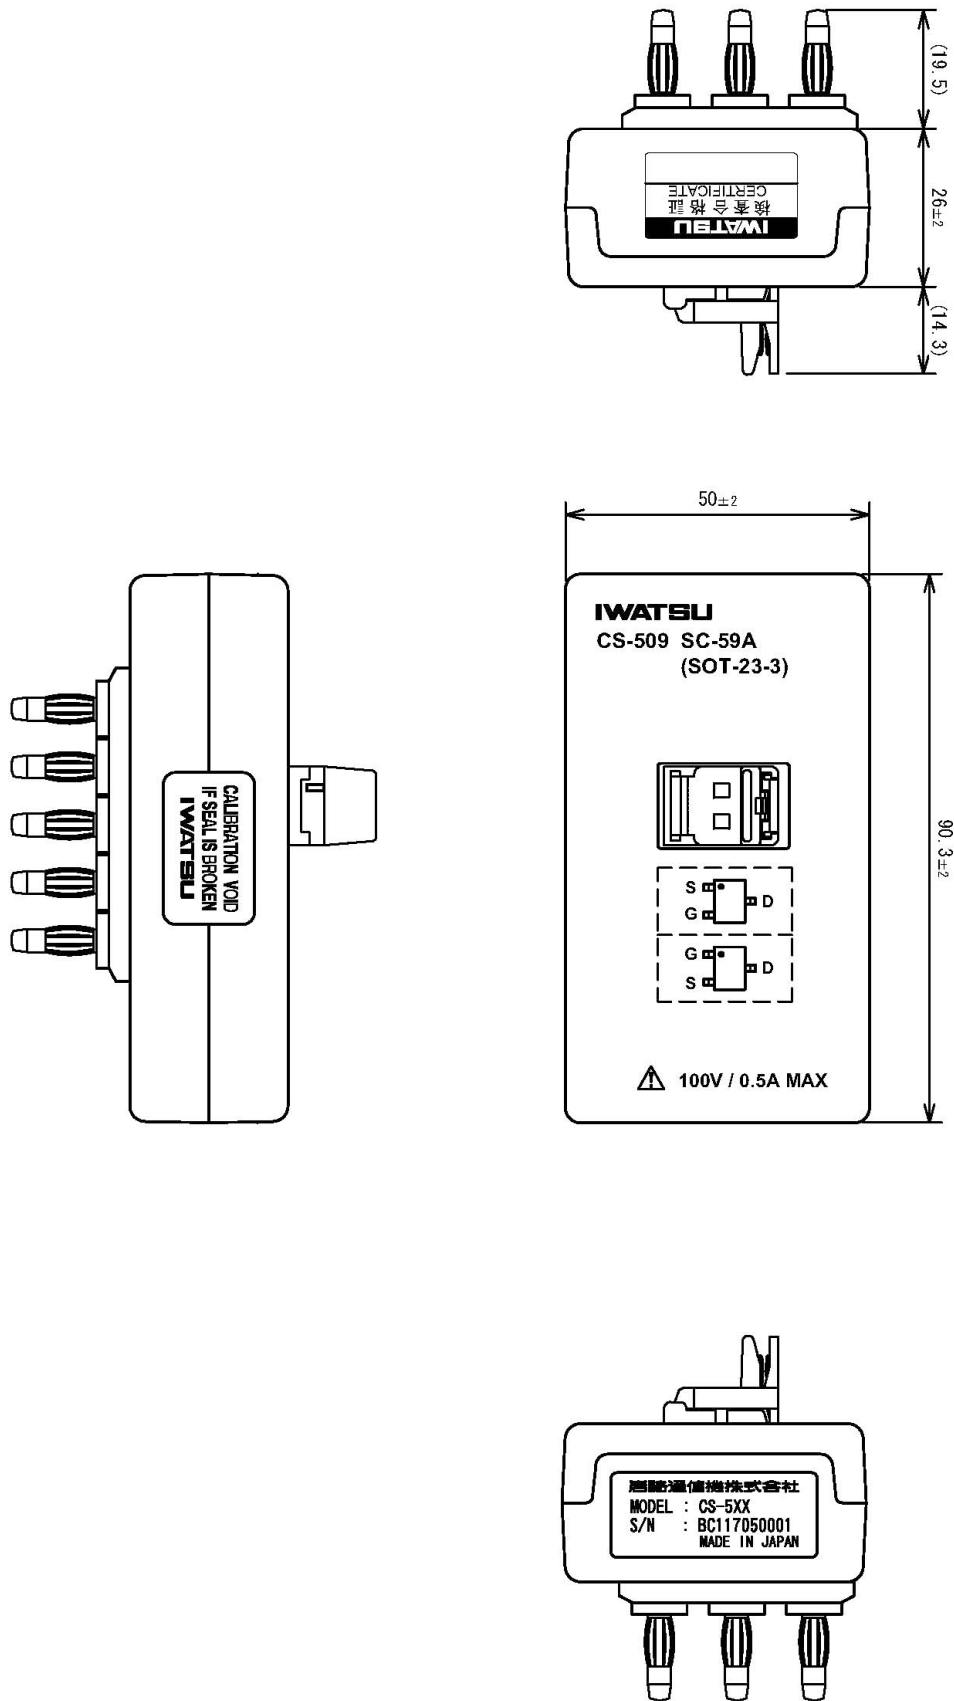 (19.5)
26±2
(14.3)
CERTIFICATE
検査合格証
IWATSU
50±2
90.3±2
IWATSU
CS-509 SC-59A
(SOT-23-3)
S
G
D
G
S
D
⚠ 100V / 0.5A MAX
CALIBRATION VOID
IF SEAL IS BROKEN
IWATSU
岩崎通信機株式会社
MODEL : CS-5XX
S/N : BC117050001
MADE IN JAPAN